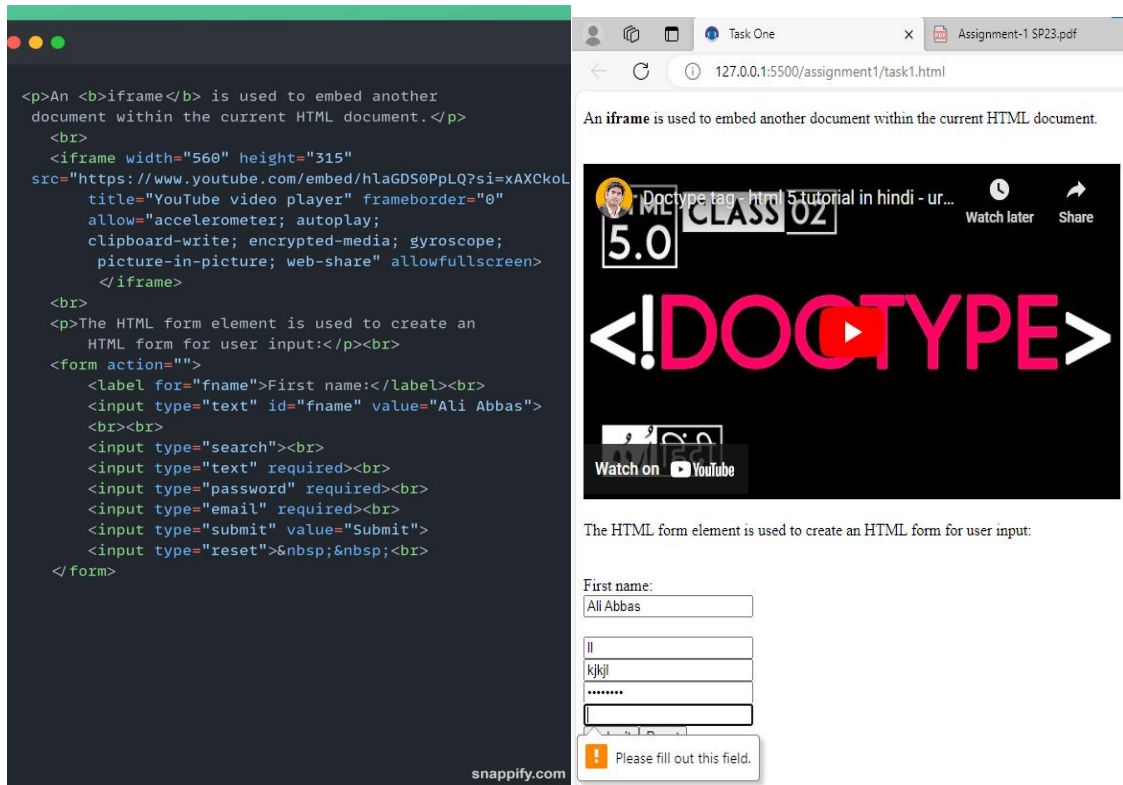 <p>An <b>iframe</b> is used to embed another
document within the current HTML document.</p>
<br>
<iframe width="560" height="315"
src="https://www.youtube.com/embed/hlaGDS0PpLQ?si=xAXCkoL
title="YouTube video player" frameborder="0"
allow="accelerometer; autoplay;
clipboard-write; encrypted-media; gyroscope;
picture-in-picture; web-share" allowfullscreen>
</iframe>
<br>
<p>The HTML form element is used to create an
HTML form for user input:</p><br>
<form action="">
<label for="fname">First name:</label><br>
<input type="text" id="fname" value="Ali Abbas">
<br><br>
<input type="search"><br>
<input type="text" required><br>
<input type="password" required><br>
<input type="email" required><br>
<input type="submit" value="Submit">
<input type="reset">&nbsp;&nbsp;<br>
</form>
snappify.com
Task One
Assignment-1 SP23.pdf
127.0.0.1:5500/assignment1/task1.html
An iframe is used to embed another document within the current HTML document.
Doctype tag - html 5 tutorial in hindi - ur...
Watch later
Share
CLASS 02
5.0
<!DOCTYPE>
हिंदी
Watch on YouTube
The HTML form element is used to create an HTML form for user input:
First name:
Ali Abbas
ll
kjkjl
••••••••
Please fill out this field.